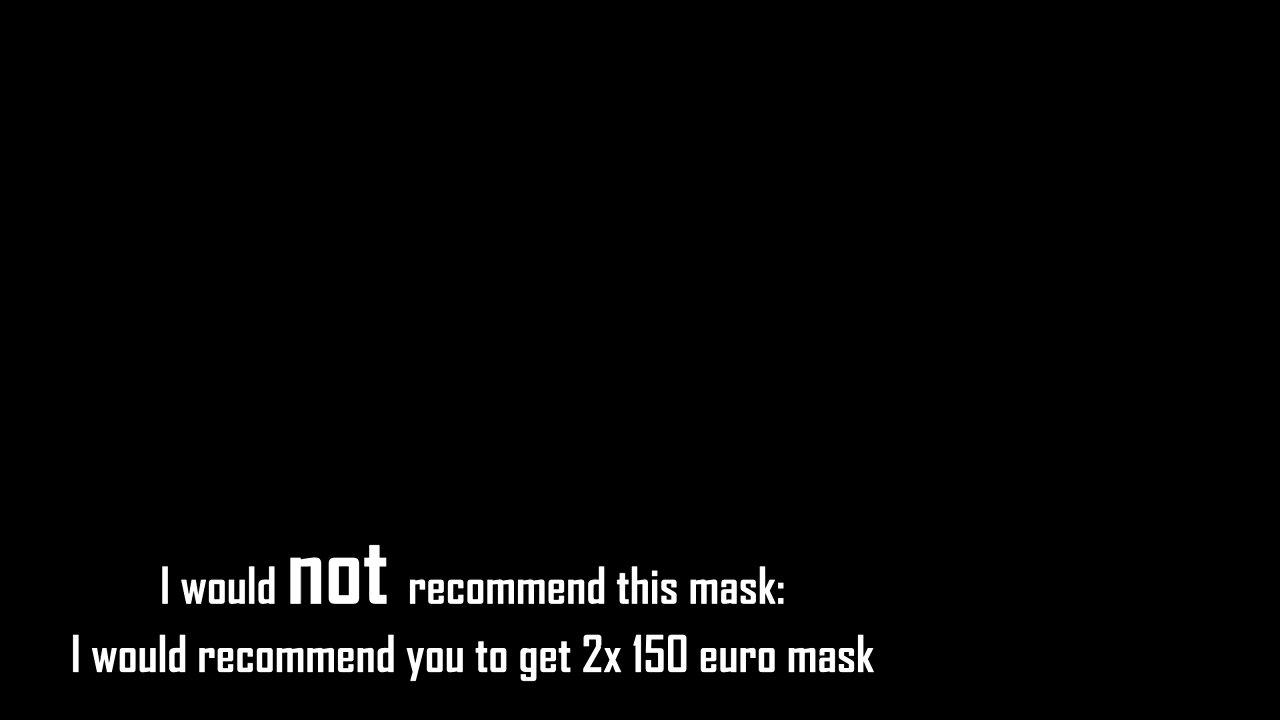 I would not recommend this mask:
I would recommend you to get 2x 150 euro mask